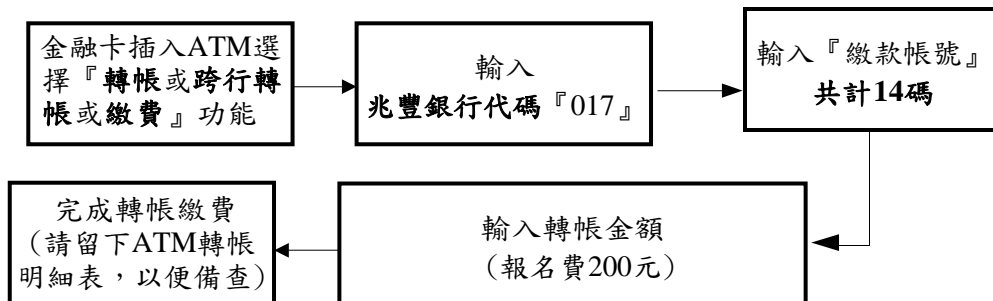 金融卡插入ATM選
擇『轉帳或跨行轉
帳或繳費』功能
輸入
兆豐銀行代碼『017』
輸入『繳款帳號』
共計14碼
輸入轉帳金額
（報名費200元）
完成轉帳繳費
（請留下ATM轉帳
明細表，以便備查）